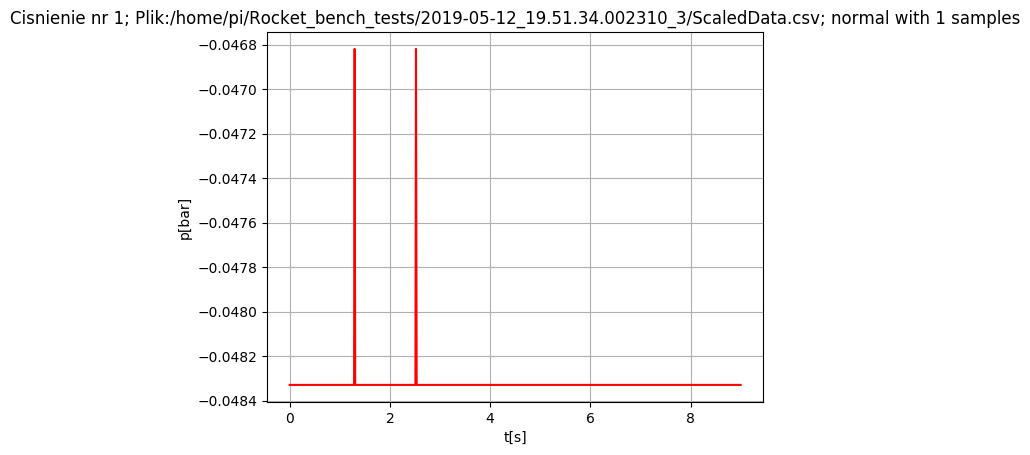 Cisnienie nr 1; Plik:/home/pi/Rocket_bench_tests/2019-05-12_19.51.34.002310_3/ScaledData.csv; normal with 1 samples
−0.0468
−0.0470
−0.0472
−0.0474
−0.0476
−0.0478
−0.0480
−0.0482
−0.0484
p[bar]
0 2 4 6 8
t[s]